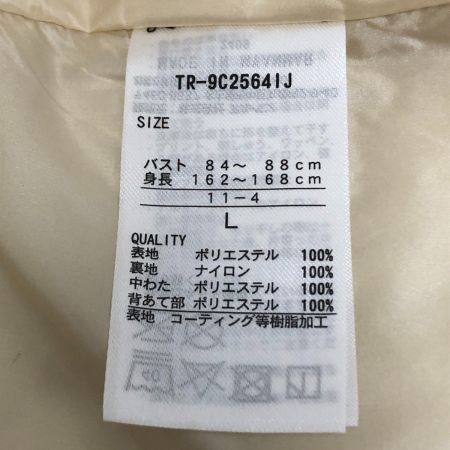 TR-9C2564IJ
SIZE
バスト 84～ 88cm
身長 162～168cm
11-4
L
QUALITY
表地 ポリエステル 100%
裏地 ナイロン 100%
中わた ポリエステル 100%
背あて部 ポリエステル 100%
表地 コーティング等樹脂加工